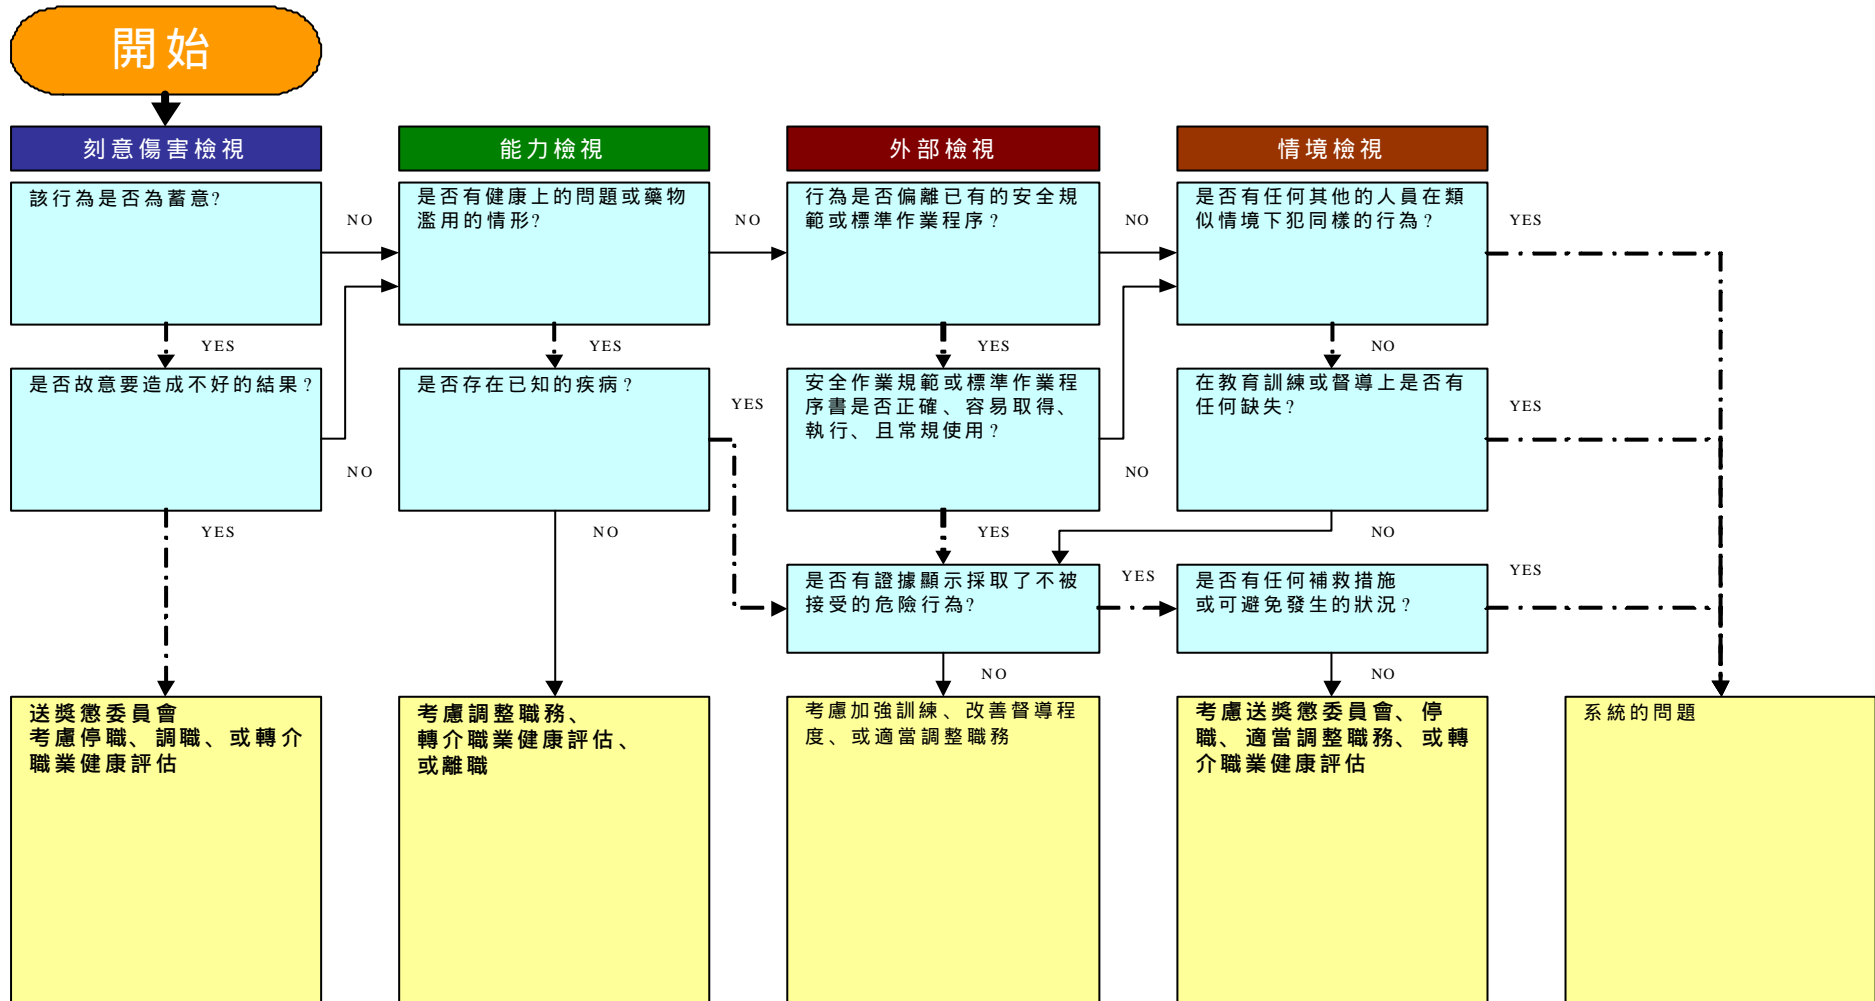 開始
刻意傷害檢視
能力檢視
外部檢視
情境檢視
該行為是否為蓄意?
NO
是否有健康上的問題或藥物
濫用的情形?
NO
行為是否偏離已有的安全規
範或標準作業程序?
NO
是否有任何其他的人員在類
似情境下犯同樣的行為?
YES
YES
YES
YES
NO
是否故意要造成不好的結果?
NO
是否存在已知的疾病?
YES
安全作業規範或標準作業程
序書是否正確、容易取得、
執行、且常規使用?
NO
在教育訓練或督導上是否有
任何缺失?
YES
YES
NO
YES
NO
是否有證據顯示採取了不被
接受的危險行為?
YES
是否有任何補救措施
或可避免發生的狀況?
YES
NO
NO
送獎懲委員會
考慮停職、調職、或轉介
職業健康評估
考慮調整職務、
轉介職業健康評估、
或離職
考慮加強訓練、改善督導程
度、或適當調整職務
考慮送獎懲委員會、停
職、適當調整職務、或轉
介職業健康評估
系統的問題